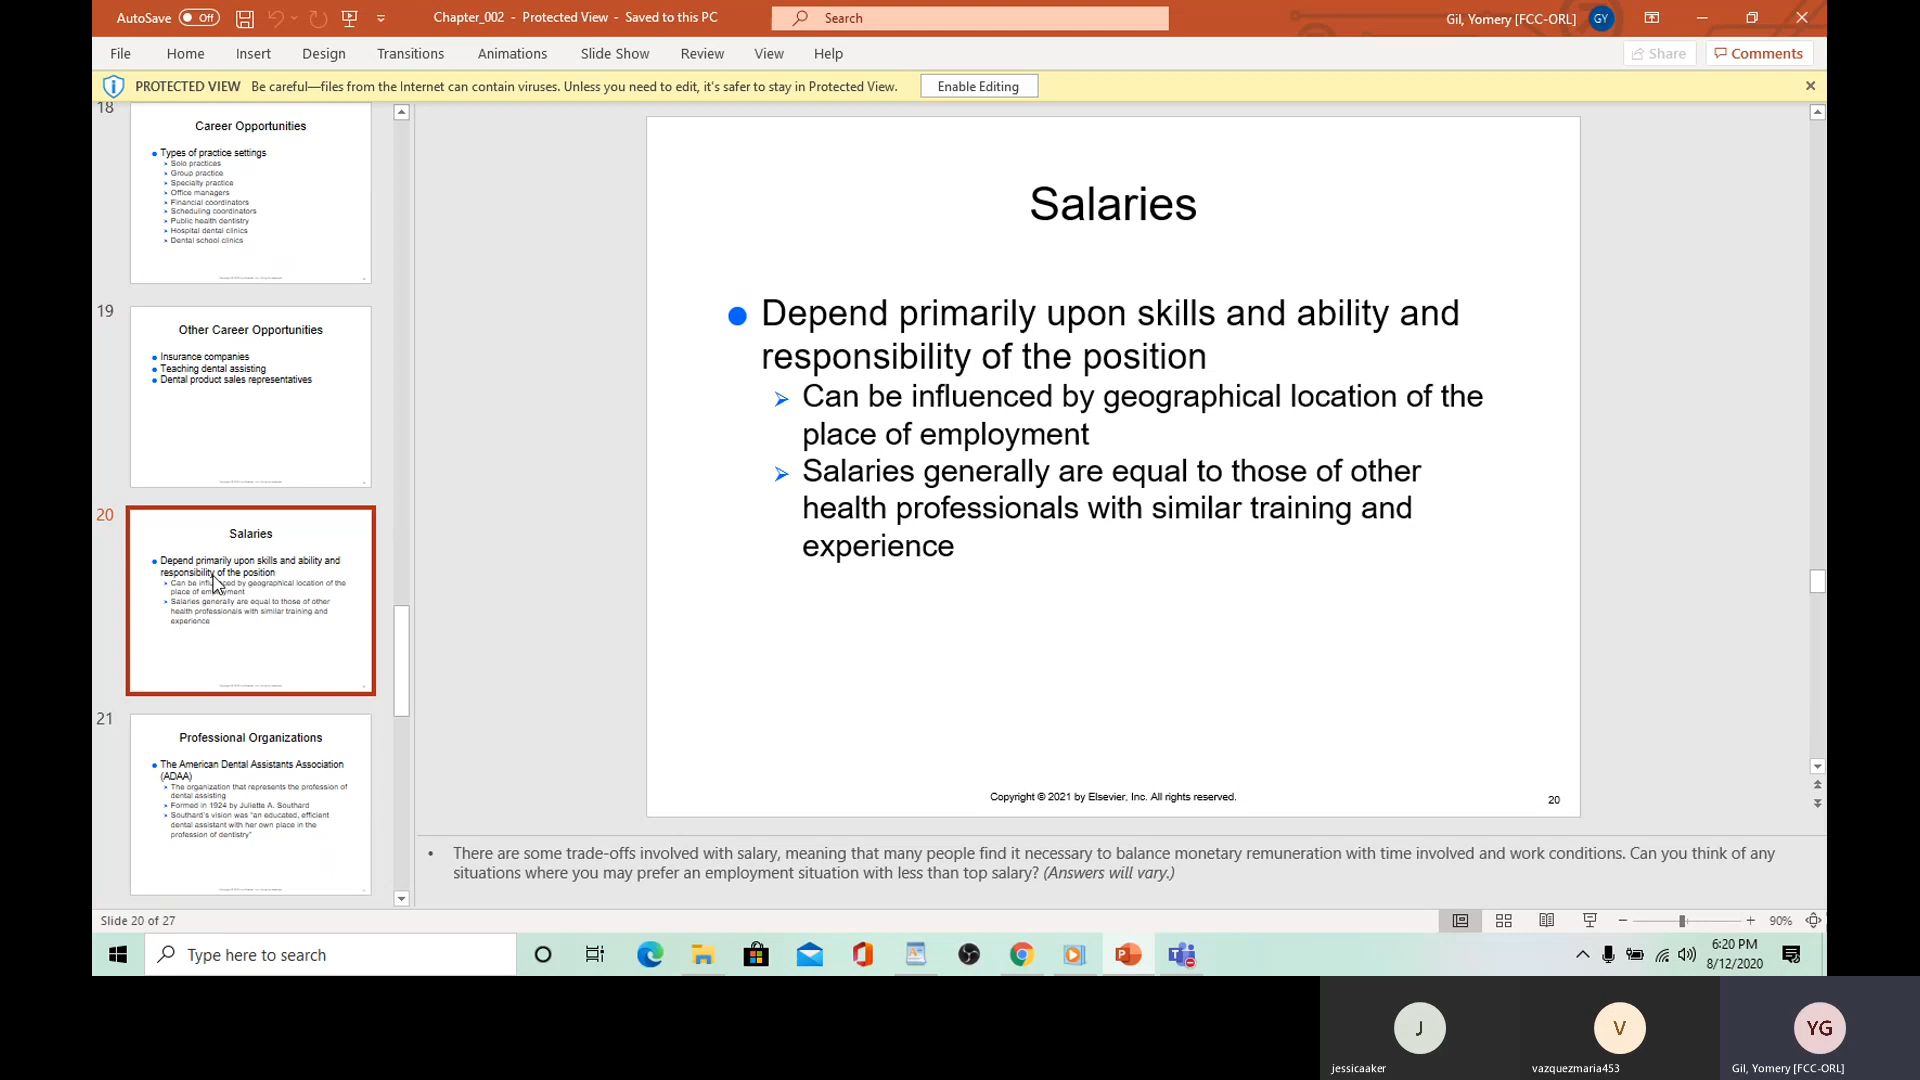 AutoSave Off
Chapter_002 - Protected View - Saved to this PC
Search
Gil, Yomery [FCC-ORL] GY
File Home Insert Design Transitions Animations Slide Show Review View Help
Share Comments
PROTECTED VIEW Be careful—files from the Internet can contain viruses. Unless you need to edit, it's safer to stay in Protected View. Enable Editing
18
Career Opportunities
Types of practice settings
Solo practices
Group practice
Specialty practice
Office managers
Financial coordinators
Scheduling coordinators
Public health dentistry
Hospital dental clinics
Dental school clinics
19
Other Career Opportunities
Insurance companies
Teaching dental assisting
Dental product sales representatives
20
Salaries
Depend primarily upon skills and ability and
responsibility of the position
Can be influenced by geographical location of the
place of employment
Salaries generally are equal to those of other
health professionals with similar training and
experience
21
Professional Organizations
The American Dental Assistants Association
(ADAA)
The organization that represents the profession of
dental assisting
Formed in 1924 by Juliette A. Southard
Southard's vision was "an educated, efficient
dental assistant with her own place in the
profession of dentistry"
Salaries
Depend primarily upon skills and ability and
responsibility of the position
Can be influenced by geographical location of the
place of employment
Salaries generally are equal to those of other
health professionals with similar training and
experience
Copyright © 2021 by Elsevier, Inc. All rights reserved.
20
• There are some trade-offs involved with salary, meaning that many people find it necessary to balance monetary remuneration with time involved and work conditions. Can you think of any
situations where you may prefer an employment situation with less than top salary? (Answers will vary.)
Slide 20 of 27
90%
Type here to search
6:20 PM
8/12/2020
J
jessicaaker
V
vazquezmaria453
YG
Gil, Yomery [FCC-ORL]